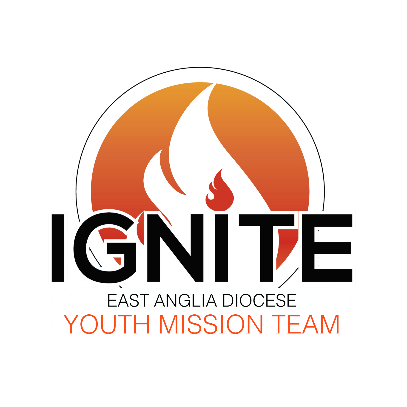 IGNITE
EAST ANGLIA DIOCESE
YOUTH MISSION TEAM